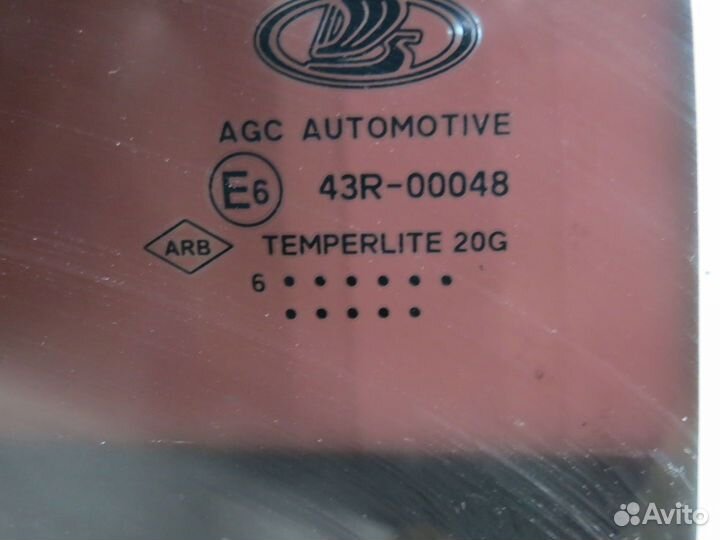 AGC AUTOMOTIVE
E6 43R-00048
ARB TEMPERLITE 20G
6 • • • • • •
• • • • •
Avito